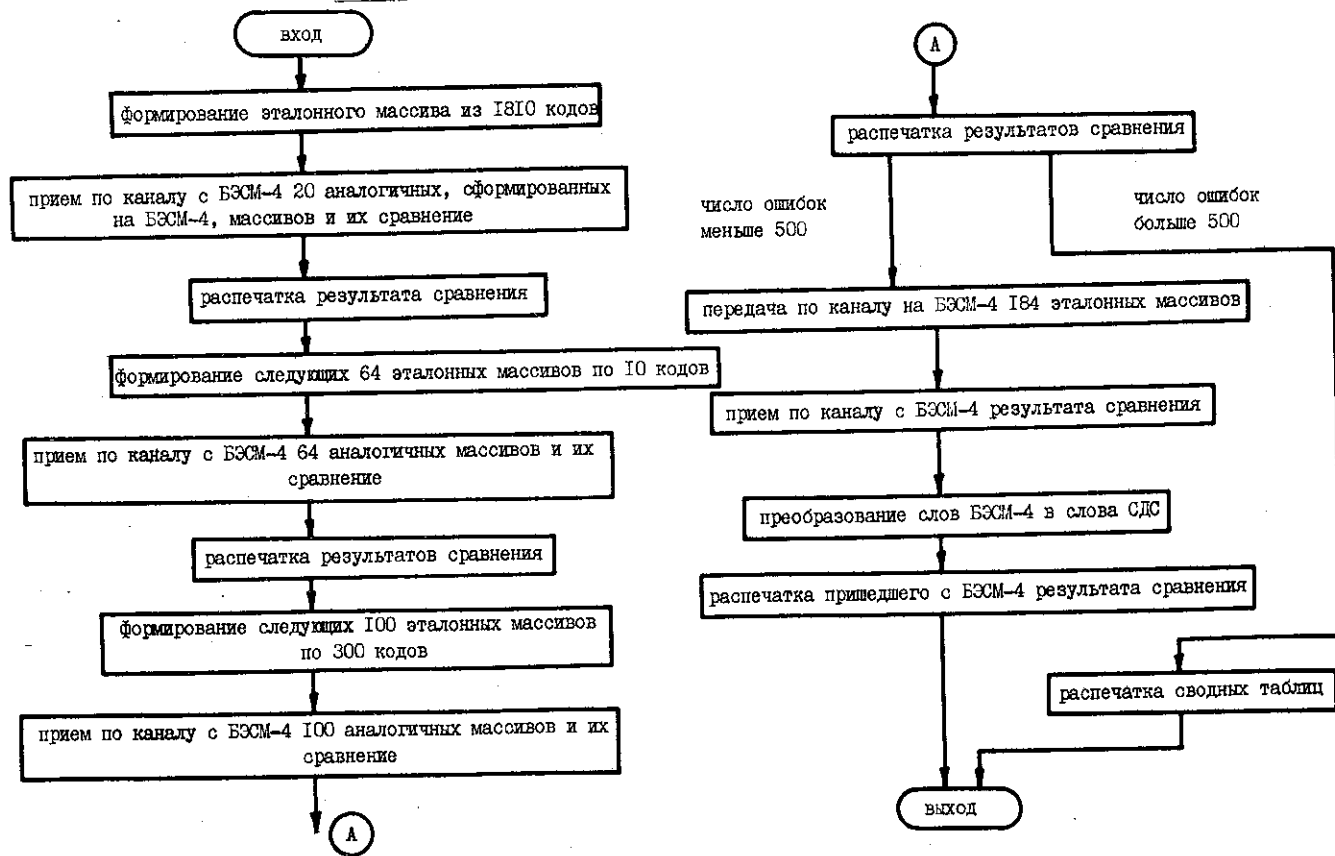 вход
формирование эталонного массива из I8I0 кодов
прием по каналу с БЭСМ-4 20 аналогичных, сформированных
на БЭСМ-4, массивов и их сравнение
распечатка результата сравнения
формирование следующих 64 эталонных массивов по I0 кодов
прием по каналу с БЭСМ-4 64 аналогичных массивов и их
сравнение
распечатка результатов сравнения
формирование следующих I00 эталонных массивов
по 300 кодов
прием по каналу с БЭСМ-4 I00 аналогичных массивов и их
сравнение
А
А
распечатка результатов сравнения
число ошибок
меньше 500
число ошибок
больше 500
передача по каналу на БЭСМ-4 I84 эталонных массивов
прием по каналу с БЭСМ-4 результата сравнения
преобразование слов БЭСМ-4 в слова СДС
распечатка пришедшего с БЭСМ-4 результата сравнения
распечатка сводных таблиц
выход